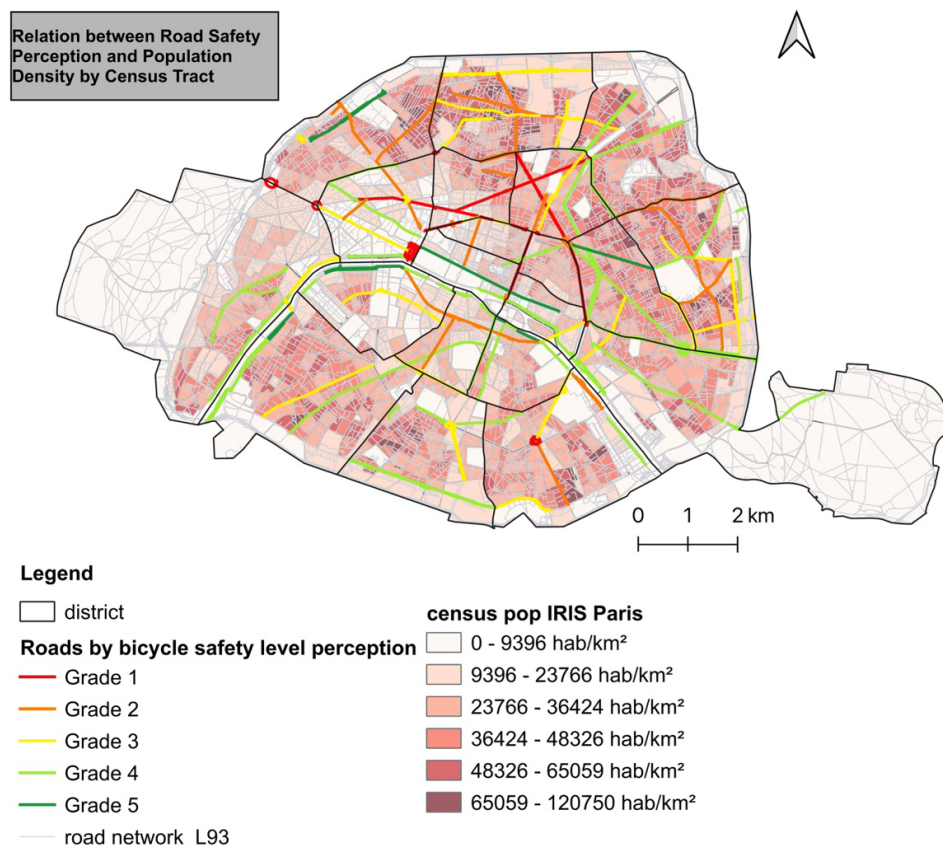 Relation between Road Safety
Perception and Population
Density by Census Tract
0 1 2 km
Legend
district
Roads by bicycle safety level perception
Grade 1
Grade 2
Grade 3
Grade 4
Grade 5
road network L93
census pop IRIS Paris
0 - 9396 hab/km²
9396 - 23766 hab/km²
23766 - 36424 hab/km²
36424 - 48326 hab/km²
48326 - 65059 hab/km²
65059 - 120750 hab/km²